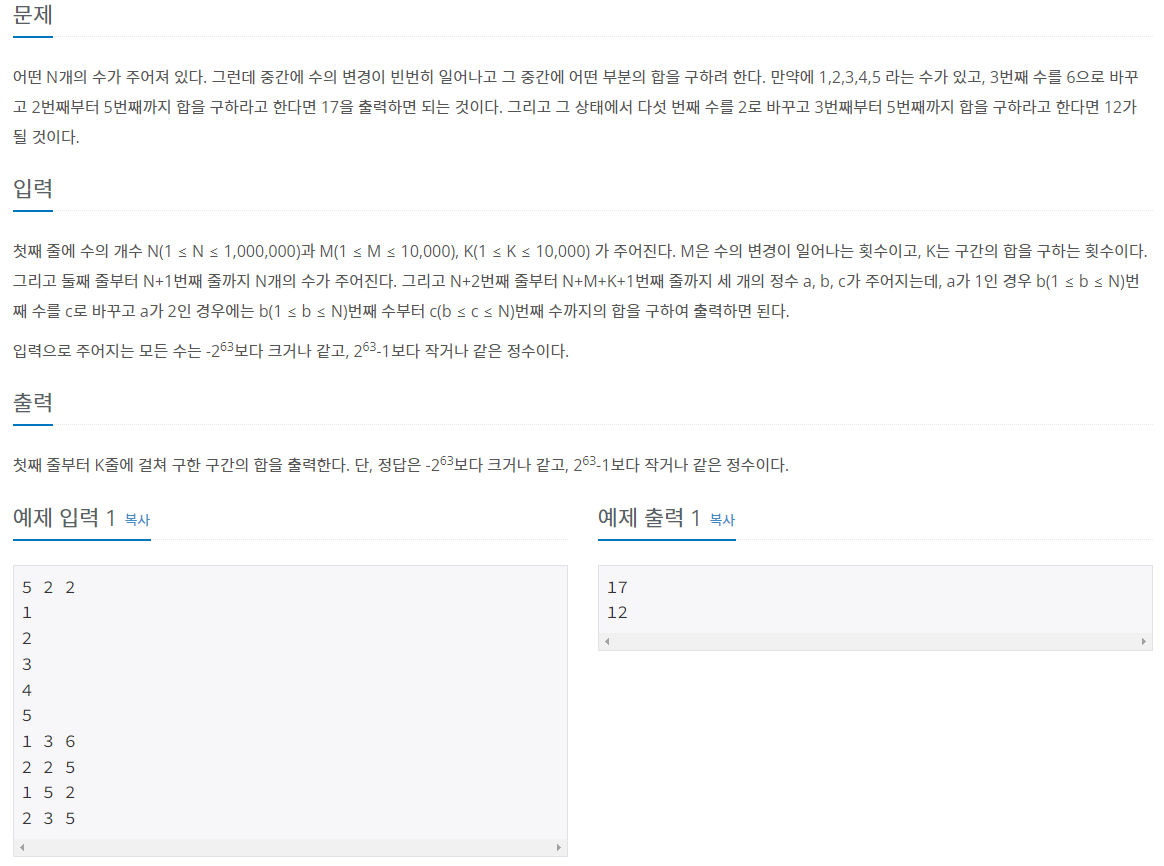 문제
어떤 N개의 수가 주어져 있다. 그런데 중간에 수의 변경이 빈번히 일어나고 그 중간에 어떤 부분의 합을 구하려 한다. 만약에 1,2,3,4,5 라는 수가 있고, 3번째 수를 6으로 바꾸
고 2번째부터 5번째까지 합을 구하라고 한다면 17을 출력하면 되는 것이다. 그리고 그 상태에서 다섯 번째 수를 2로 바꾸고 3번째부터 5번째까지 합을 구하라고 한다면 12가
될 것이다.
입력
첫째 줄에 수의 개수 N(1 ≤ N ≤ 1,000,000)과 M(1 ≤ M ≤ 10,000), K(1 ≤ K ≤ 10,000) 가 주어진다. M은 수의 변경이 일어나는 횟수이고, K는 구간의 합을 구하는 횟수이다.
그리고 둘째 줄부터 N+1번째 줄까지 N개의 수가 주어진다. 그리고 N+2번째 줄부터 N+M+K+1번째 줄까지 세 개의 정수 a, b, c가 주어지는데, a가 1인 경우 b(1 ≤ b ≤ N)번
째 수를 c로 바꾸고 a가 2인 경우에는 b(1 ≤ b ≤ N)번째 수부터 c(b ≤ c ≤ N)번째 수까지의 합을 구하여 출력하면 된다.
입력으로 주어지는 모든 수는 -2⁶³보다 크거나 같고, 2⁶³-1보다 작거나 같은 정수이다.
출력
첫째 줄부터 K줄에 걸쳐 구한 구간의 합을 출력한다. 단, 정답은 -2⁶³보다 크거나 같고, 2⁶³-1보다 작거나 같은 정수이다.
예제 입력 1 복사
5 2 2
1
2
3
4
5
1 3 6
2 2 5
1 5 2
2 3 5
예제 출력 1 복사
17
12